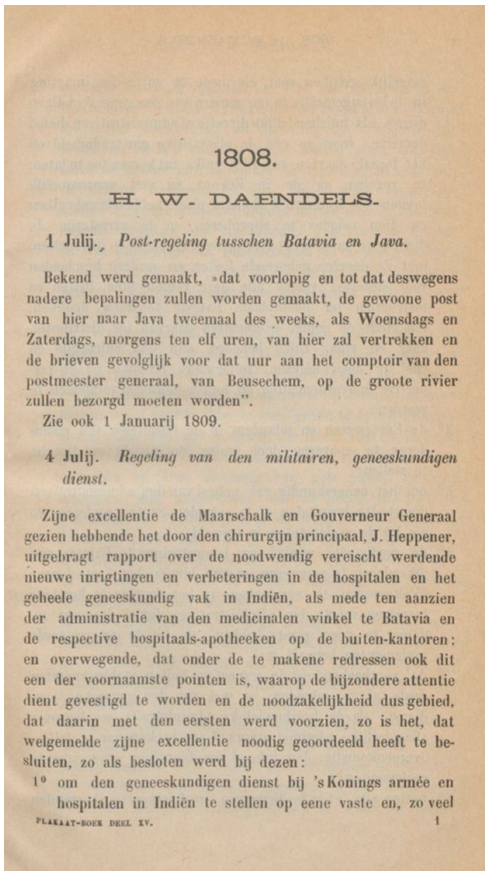 1808.
H. W. DAENDELS.
1 Julij., Post-regeling tusschen Batavia en Java.
Bekend werd gemaakt, »dat voorlopig en tot dat deswegens
nadere bepalingen zullen worden gemaakt, de gewoone post
van hier naar Java tweemaal des weeks, als Woensdags en
Zaterdags, morgens ten elf uren, van hier zal vertrekken en
de brieven gevolglijk voor dat uur aan het comptoir van den
postmeester generaal, van Beusechem, op de groote rivier
zullen bezorgd moeten worden”.
Zie ook 1 Januarij 1809.
4 Julij. Regeling van den militairen, geneeskundigen
dienst.
Zijne excellentie de Maarschalk en Gouverneur Generaal
gezien hebbende het door den chirurgijn principaal, J. Heppener,
uitgebragt rapport over de noodwendig vereischt werdende
nieuwe inrigtingen en verbeteringen in de hospitalen en het
geheele geneeskundig vak in Indiën, als mede ten aanzien
der administratie van den medicinalen winkel te Batavia en
de respective hospitaals-apotheeken op de buiten-kantoren;
en overwegende, dat onder de te makene redressen ook dit
een der voornaamste pointen is, waarop de bijzondere attentie
dient gevestigd te worden en de noodzakelijkheid dus gebied,
dat daarin met den eersten werd voorzien, zo is het, dat
welgemelde zijne excellentie noodig geoordeeld heeft te be-
sluiten, zo als besloten werd bij dezen:
1º om den geneeskundigen dienst bij 's Konings armée en
hospitalen in Indiën te stellen op eene vaste en, zo veel
PLAKAAT-BOEK DEEL XV. 1